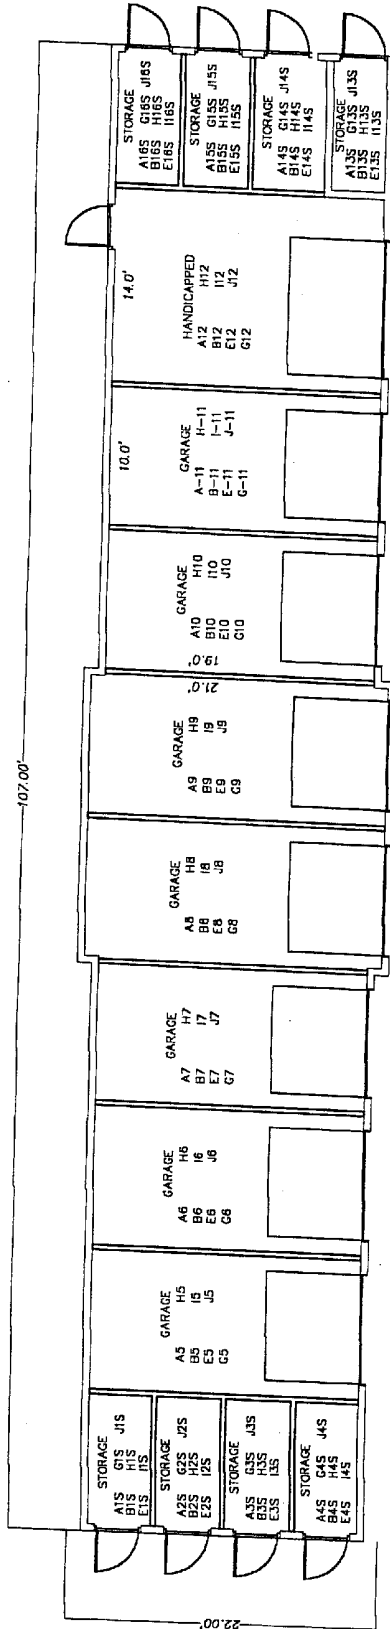 STORAGE
A16S G16S J16S
B16S H16S
E16S I16S
STORAGE
A15S G15S J15S
B15S H15S
E15S I15S
STORAGE
A14S G14S J14S
B14S H14S
E14S I14S
STORAGE
A13S G13S J13S
B13S H13S
E13S I13S
14.0'
HANDICAPPED
A12 H12
B12 I12
E12 J12
G12
10.0'
GARAGE
A-11 H-11
B-11 I-11
E-11 J-11
G-11
GARAGE
A10 H10
B10 I10
E10 J10
G10
19.0'
21.0'
GARAGE
A9 H9
B9 I9
E9 J9
G9
107.00'
GARAGE
A8 H8
B8 I8
E8 J8
G8
GARAGE
A7 H7
B7 I7
E7 J7
G7
GARAGE
A6 H6
B6 I6
E6 J6
G6
GARAGE
A5 H5
B5 I5
E5 J5
G5
STORAGE
A1S G1S J1S
B1S H1S
E1S I1S
STORAGE
A2S G2S J2S
B2S H2S
E2S I2S
STORAGE
A3S G3S J3S
B3S H3S
E3S I3S
STORAGE
A4S G4S J4S
B4S H4S
E4S I4S
22.00'